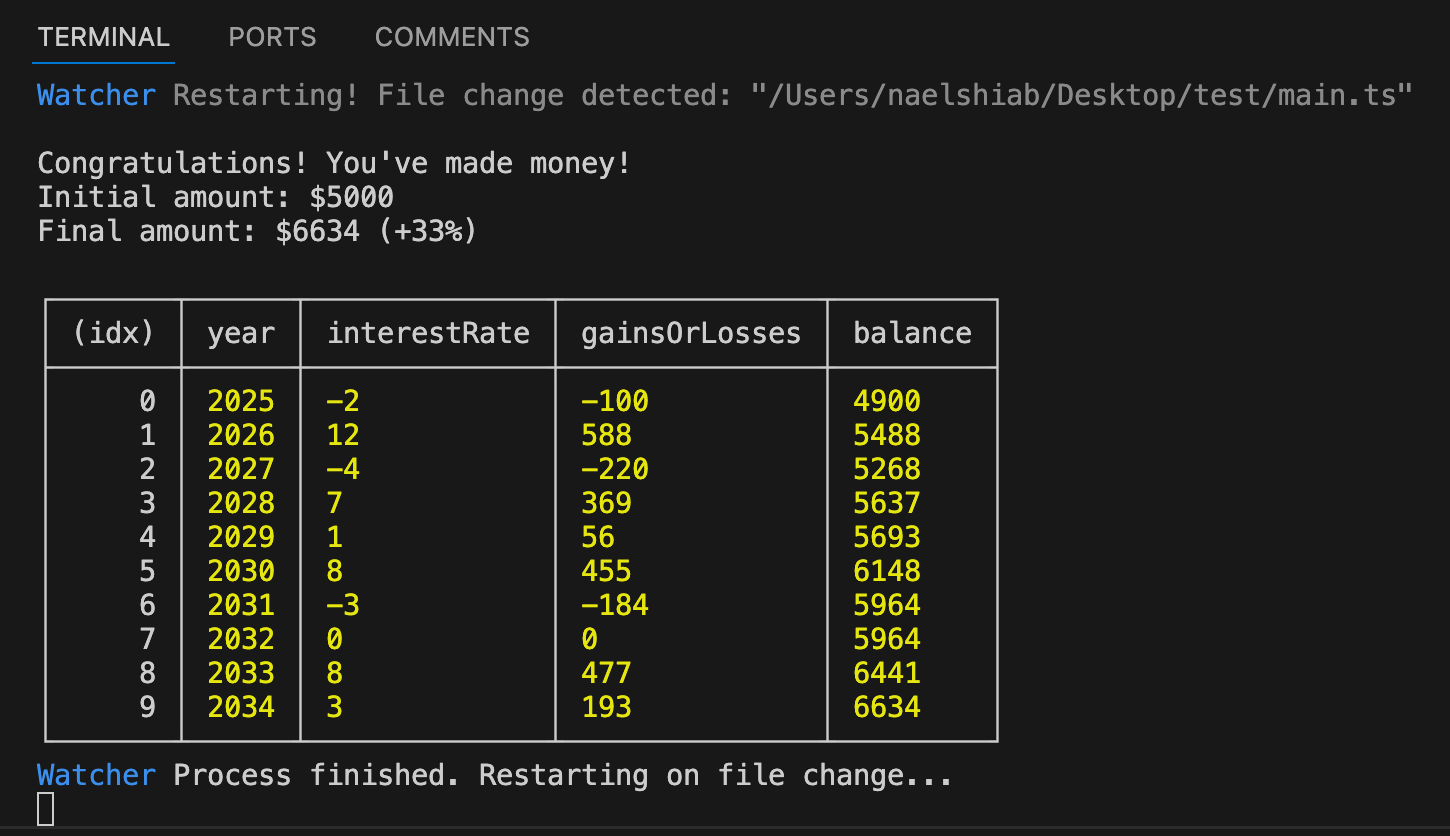 TERMINAL PORTS COMMENTS
Watcher Restarting! File change detected: "/Users/naelshiab/Desktop/test/main.ts"
Congratulations! You've made money!
Initial amount: $5000
Final amount: $6634 (+33%)
(idx) year interestRate gainsOrLosses balance
0 2025 -2 -100 4900
1 2026 12 588 5488
2 2027 -4 -220 5268
3 2028 7 369 5637
4 2029 1 56 5693
5 2030 8 455 6148
6 2031 -3 -184 5964
7 2032 0 0 5964
8 2033 8 477 6441
9 2034 3 193 6634
Watcher Process finished. Restarting on file change...